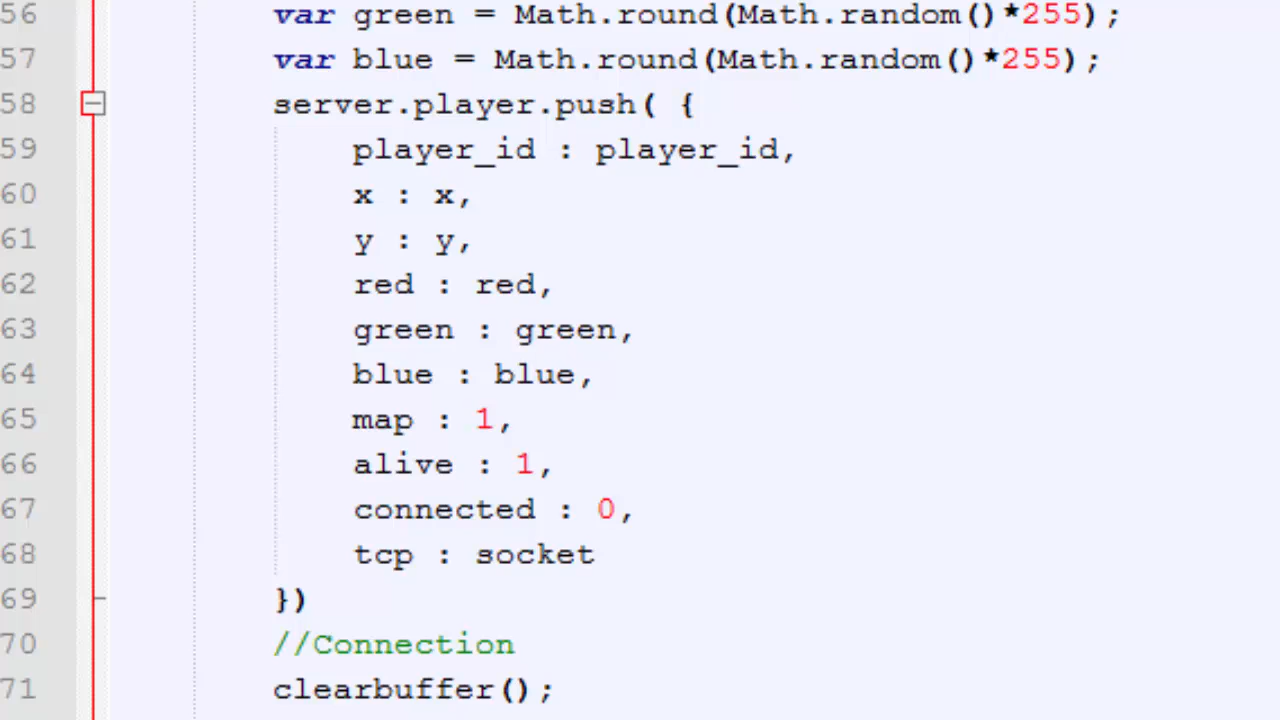 56 var green = Math.round(Math.random()*255);
57 var blue = Math.round(Math.random()*255);
58 server.player.push( {
59 player_id : player_id,
60 x : x,
61 y : y,
62 red : red,
63 green : green,
64 blue : blue,
65 map : 1,
66 alive : 1,
67 connected : 0,
68 tcp : socket
69 })
70 //Connection
71 clearbuffer();